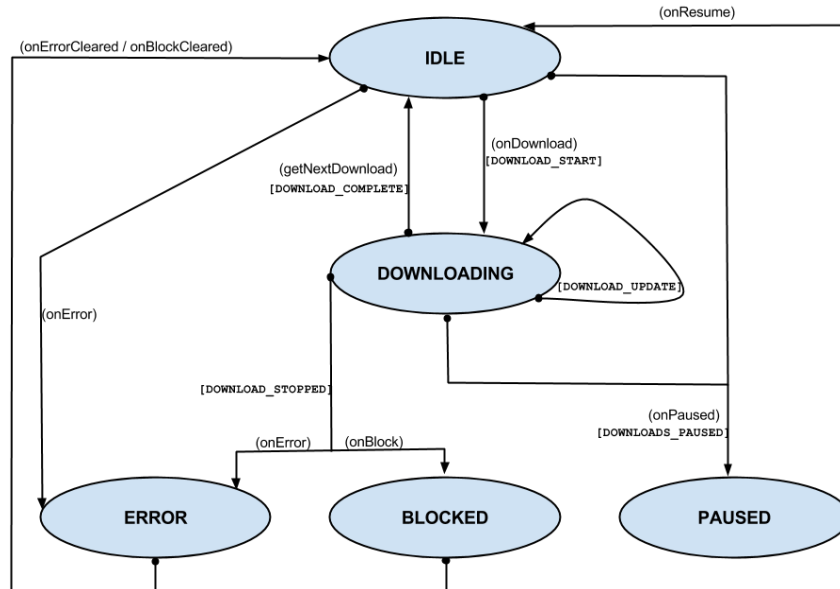 (onResume)
(onErrorCleared / onBlockCleared)
IDLE
(onDownload)
[DOWNLOAD_START]
(getNextDownload)
[DOWNLOAD_COMPLETE]
DOWNLOADING
[DOWNLOAD_UPDATE]
(onError)
[DOWNLOAD_STOPPED]
(onPaused)
[DOWNLOADS_PAUSED]
(onError)
(onBlock)
ERROR
BLOCKED
PAUSED